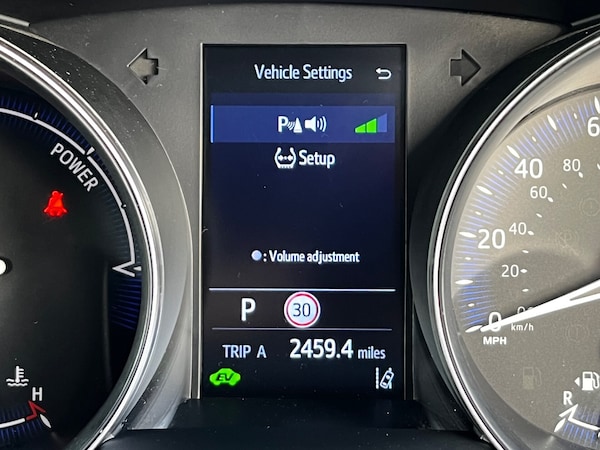 Vehicle Settings
P
Setup
: Volume adjustment
P 30
TRIP A 2459.4 miles
EV
POWER
H
6
40 80
60
20 40
20
0
km/h
MPH
R